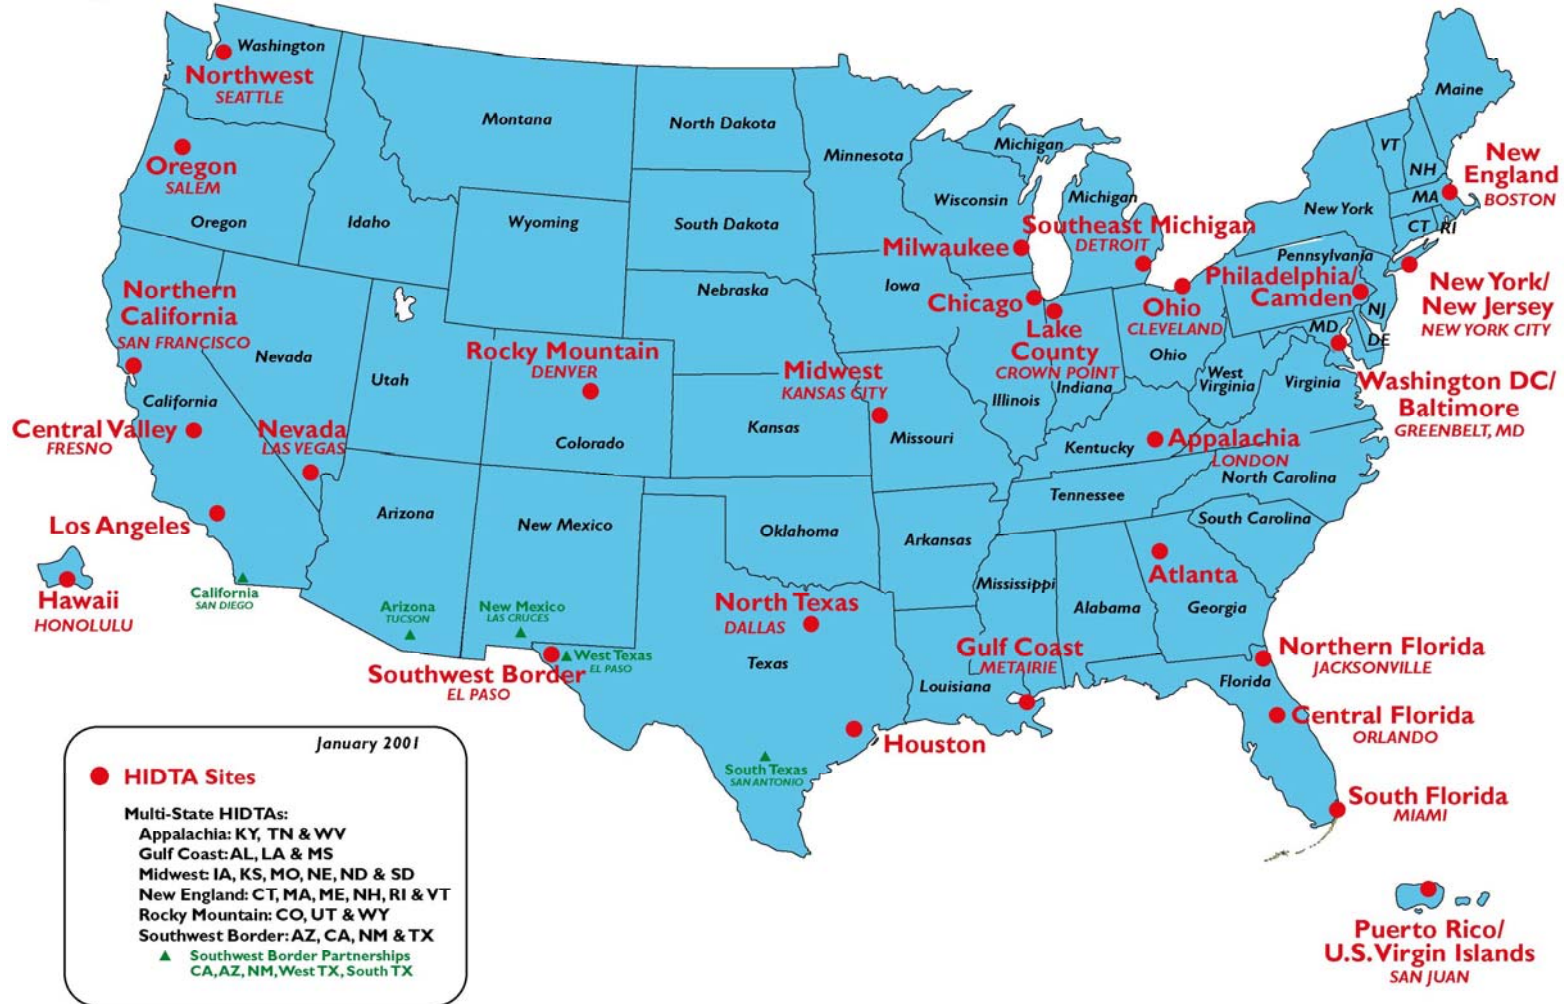 Washington
Northwest
SEATTLE
Oregon
SALEM
Oregon
Idaho
Montana
Wyoming
North Dakota
South Dakota
Nebraska
Minnesota
Wisconsin
Michigan
Michigan
Iowa
Maine
VT
NH
MA
CT
RI
New York
Pennsylvania
NJ
MD
DE
New
England
BOSTON
Southeast Michigan
DETROIT
Milwaukee
Chicago
Lake
County
CROWN POINT
Ohio
CLEVELAND
Ohio
Philadelphia/
Camden
New York/
New Jersey
NEW YORK CITY
Washington DC/
Baltimore
GREENBELT, MD
Northern
California
SAN FRANCISCO
Nevada
Utah
California
Central Valley
FRESNO
Nevada
LAS VEGAS
Los Angeles
Rocky Mountain
DENVER
Colorado
Kansas
Midwest
KANSAS CITY
Missouri
Illinois
Indiana
West
Virginia
Virginia
Kentucky
Appalachia
LONDON
North Carolina
Tennessee
South Carolina
Arizona
New Mexico
Oklahoma
Arkansas
Mississippi
Alabama
Georgia
Atlanta
Hawaii
HONOLULU
California
SAN DIEGO
Arizona
TUCSON
New Mexico
LAS CRUCES
West Texas
EL PASO
Southwest Border
EL PASO
North Texas
DALLAS
Texas
Louisiana
Gulf Coast
METAIRIE
Houston
South Texas
SAN ANTONIO
Northern Florida
JACKSONVILLE
Florida
Central Florida
ORLANDO
South Florida
MIAMI
Puerto Rico/
U.S. Virgin Islands
SAN JUAN
January 2001
HIDTA Sites
Multi-State HIDTAs:
Appalachia: KY, TN & WV
Gulf Coast: AL, LA & MS
Midwest: IA, KS, MO, NE, ND & SD
New England: CT, MA, ME, NH, RI & VT
Rocky Mountain: CO, UT & WY
Southwest Border: AZ, CA, NM & TX
Southwest Border Partnerships
CA, AZ, NM, West TX, South TX